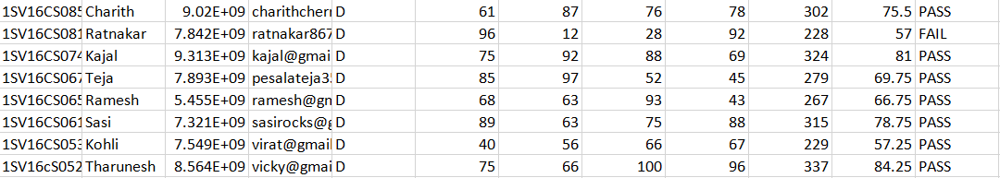 1SV16CS085 Charith 9.02E+09 charithcherr D 61 87 76 78 302 75.5 PASS
1SV16CS081 Ratnakar 7.842E+09 ratnakar867 D 96 12 28 92 228 57 FAIL
1SV16CS074 Kajal 9.313E+09 kajal@gmai D 75 92 88 69 324 81 PASS
1SV16CS067 Teja 7.893E+09 pesalateja35 D 85 97 52 45 279 69.75 PASS
1SV16CS065 Ramesh 5.455E+09 ramesh@gm D 68 63 93 43 267 66.75 PASS
1SV16CS061 Sasi 7.321E+09 sasirocks@g D 89 63 75 88 315 78.75 PASS
1SV16CS053 Kohli 7.549E+09 virat@gmai D 40 56 66 67 229 57.25 PASS
1SV16cS052 Tharunesh 8.564E+09 vicky@gmai D 75 66 100 96 337 84.25 PASS